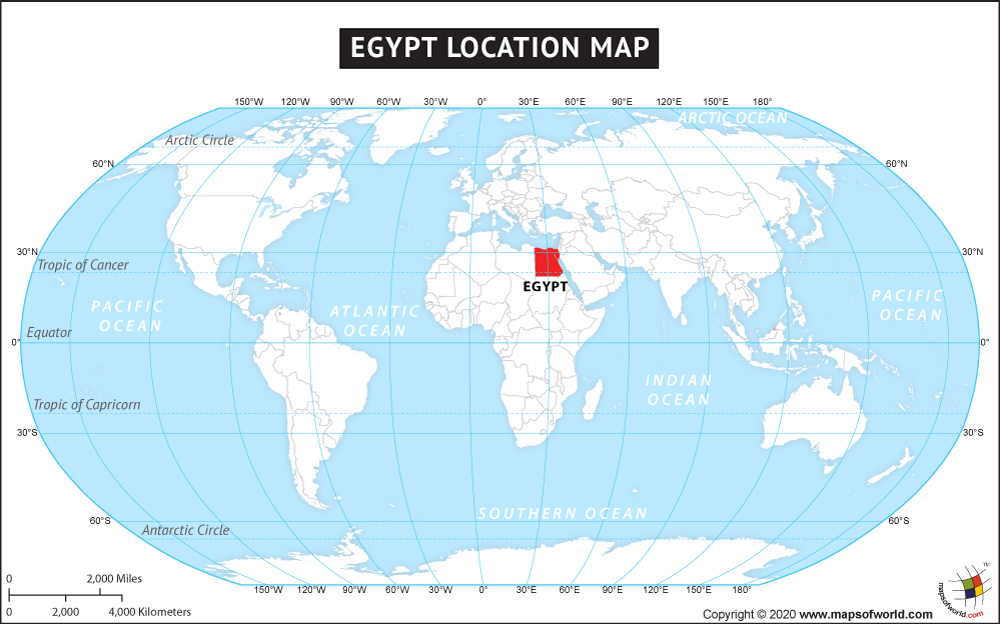 EGYPT LOCATION MAP
150°W 120°W 90°W 60°W 30°W 0° 30°E 60°E 90°E 120°E 150°E 180°
ARCTIC OCEAN
Arctic Circle
60°N 60°N
30°N 30°N
Tropic of Cancer
EGYPT
PACIFIC
OCEAN
ATLANTIC
OCEAN
PACIFIC
OCEAN
Equator
0° 0°
INDIAN
OCEAN
Tropic of Capricorn
30°S 30°S
SOUTHERN OCEAN
60°S 60°S
Antarctic Circle
150°W 120°W 90°W 60°W 30°W 0° 30°E 60°E 90°E 120°E 150°E 180°
0 2,000 Miles
0 2,000 4,000 Kilometers
Copyright © 2020 www.mapsofworld.com
mapsofworld.com
TM